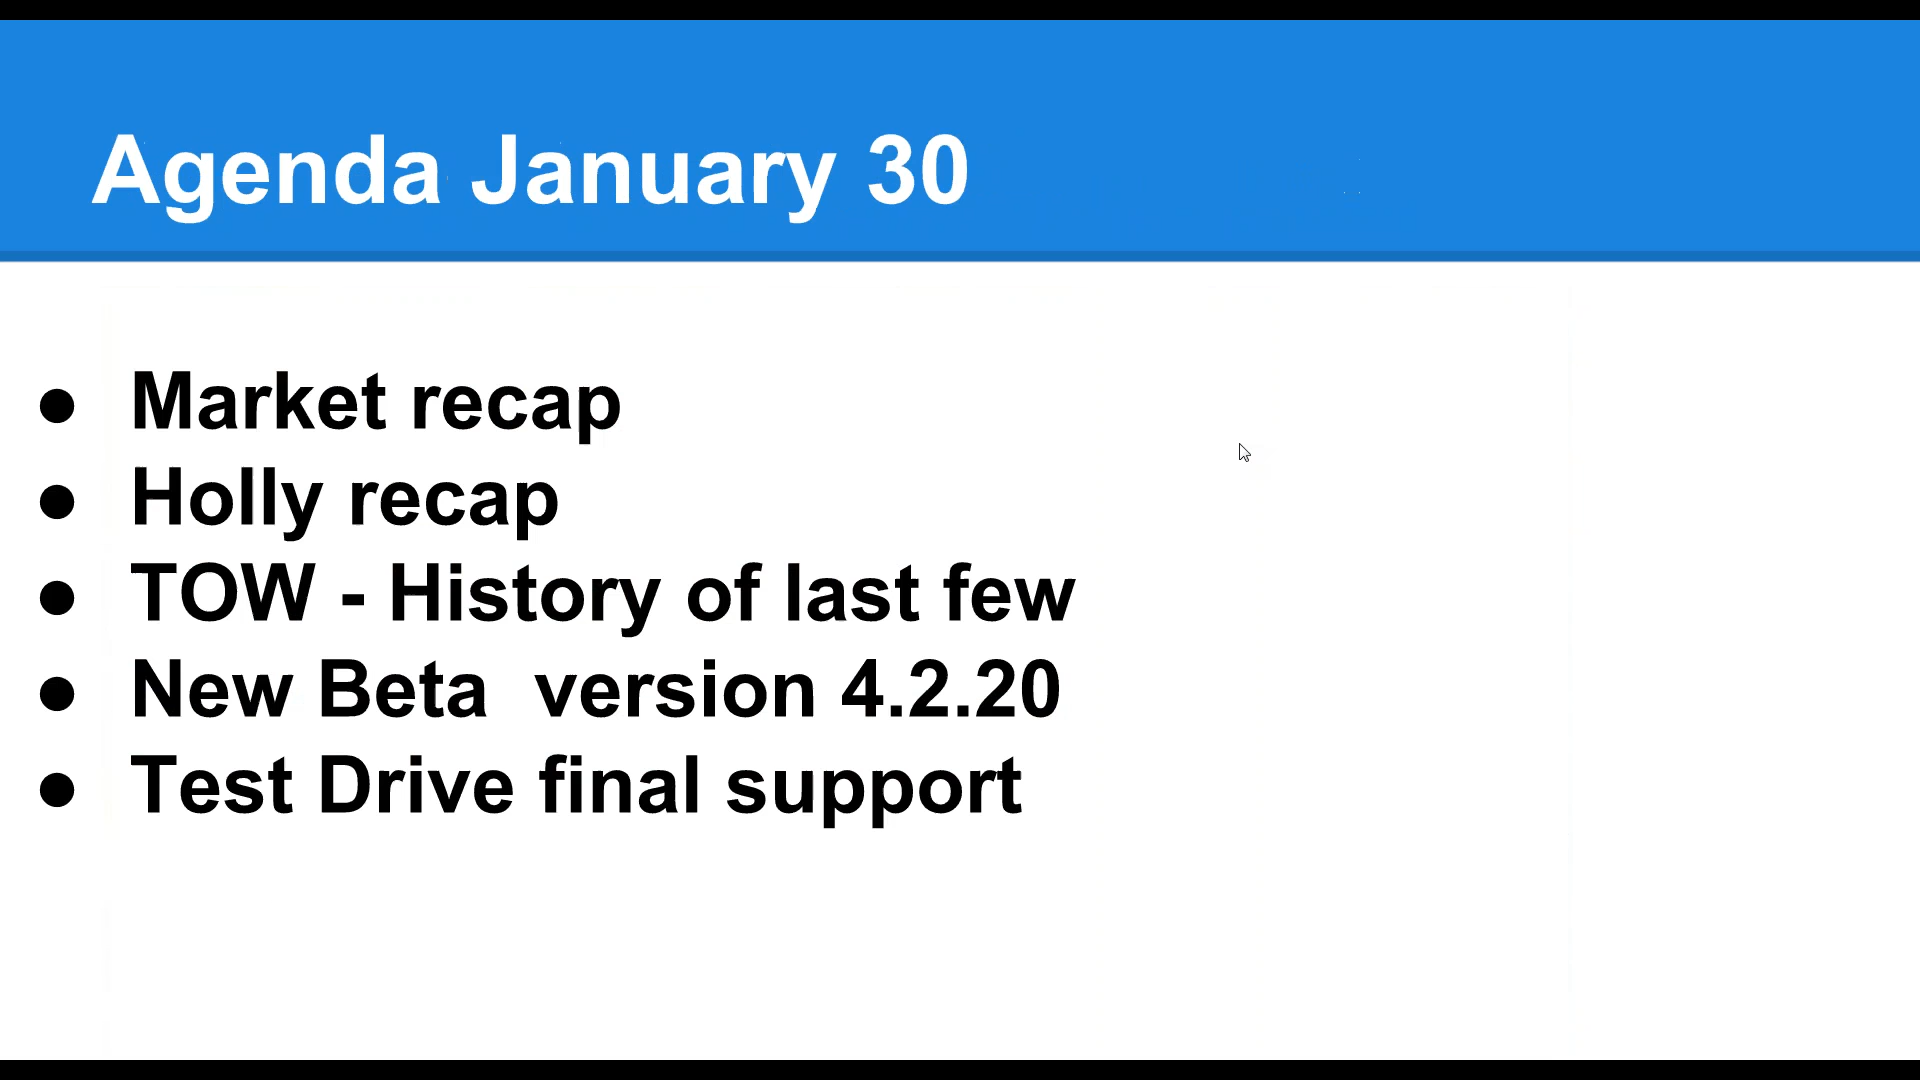 Agenda January 30
● Market recap
● Holly recap
● TOW - History of last few
● New Beta  version 4.2.20
● Test Drive final support